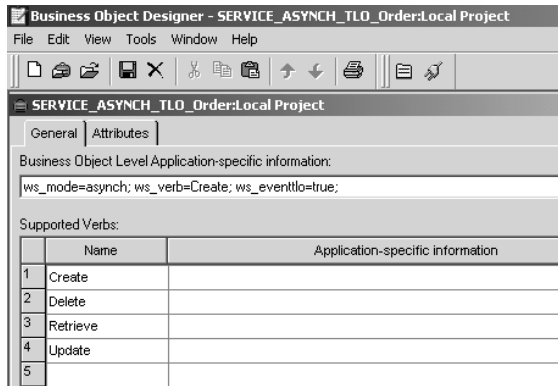 Business Object Designer - SERVICE_ASYNCH_TLO_Order:Local Project
File Edit View Tools Window Help
SERVICE_ASYNCH_TLO_Order:Local Project
General Attributes
Business Object Level Application-specific information:
ws_mode=asynch; ws_verb=Create; ws_eventtlo=true;
Supported Verbs:
Name Application-specific information
1 Create
2 Delete
3 Retrieve
4 Update
5